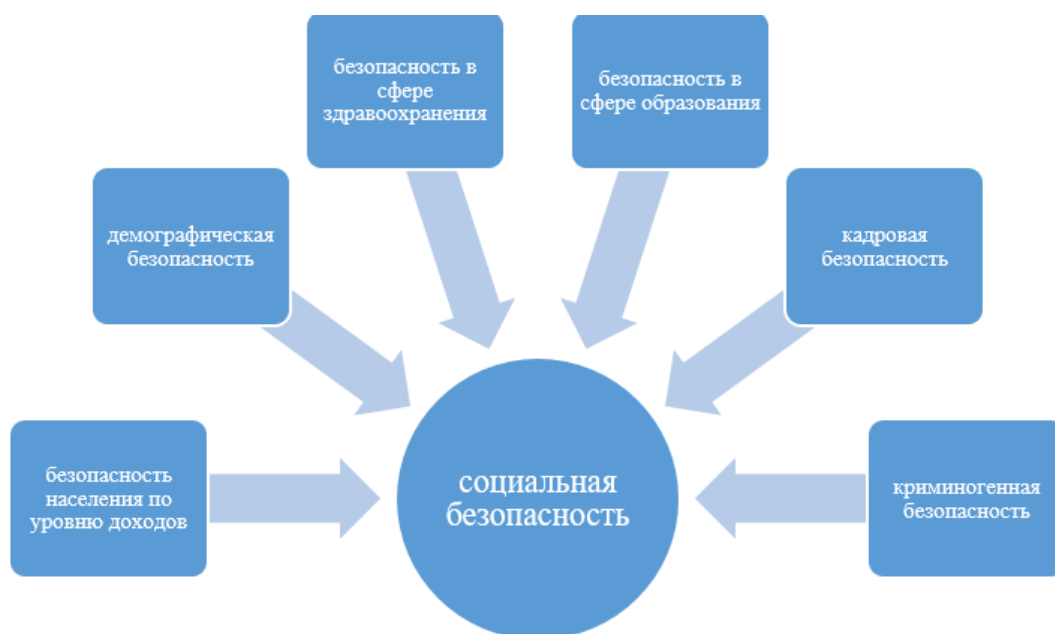 безопасность в
сфере
здравоохранения
безопасность в
сфере образования
демографическая
безопасность
кадровая
безопасность
безопасность
населения по
уровню доходов
социальная
безопасность
криминогенная
безопасность